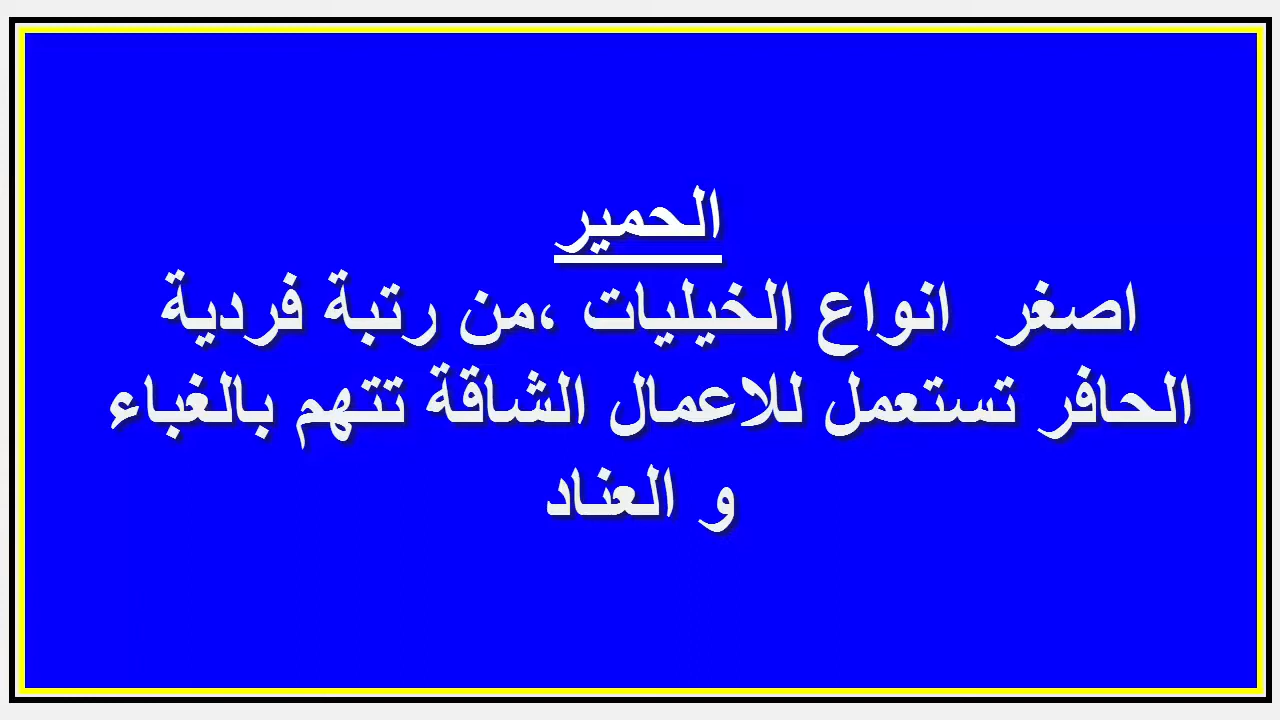 الحمير
اصغر انواع الخيليات ،من رتبة فردية
الحافر تستعمل للاعمال الشاقة تتهم بالغباء
و العناد